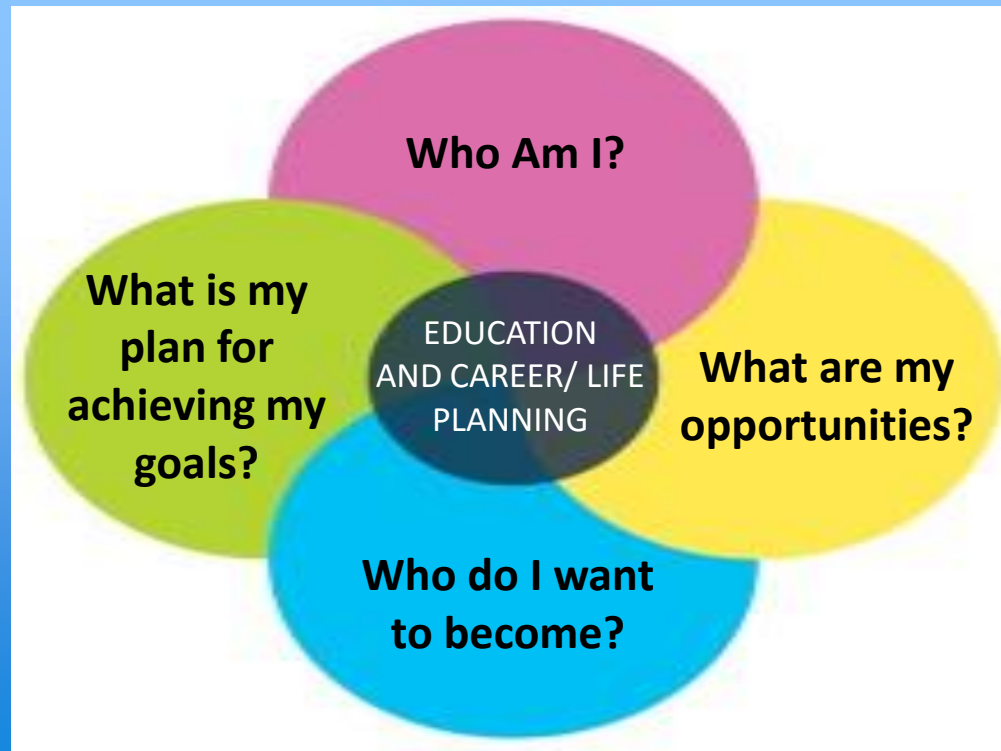 Who Am I?
What is my
plan for
achieving my
goals?
EDUCATION
AND CAREER/ LIFE
PLANNING
What are my
opportunities?
Who do I want
to become?